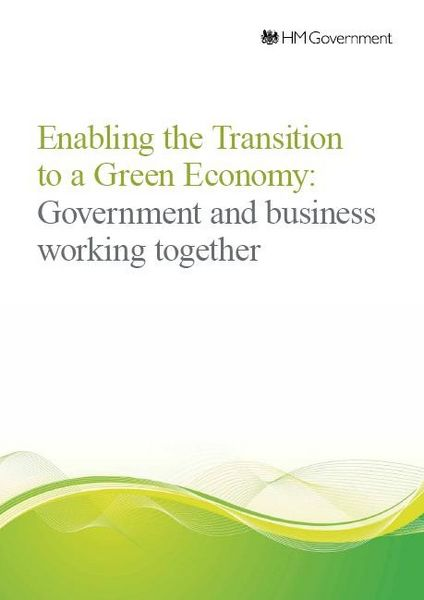 HM Government
Enabling the Transition
to a Green Economy:
Government and business
working together